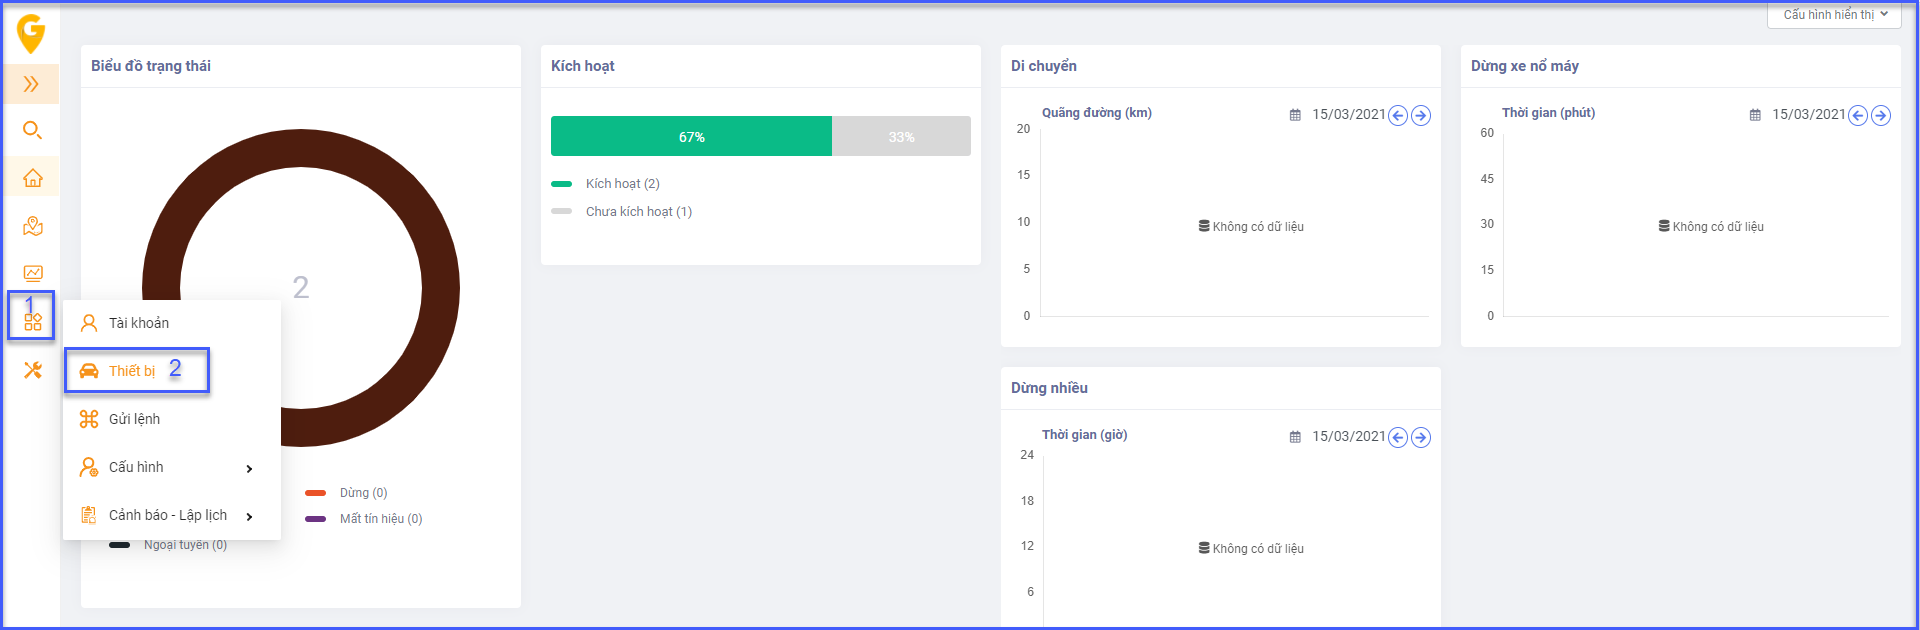 G
Cấu hình hiển thị
Biểu đồ trạng thái
2
Dừng (0)
Mất tín hiệu (0)
Ngoại tuyến (0)
1
Tài khoản
Thiết bị 2
Gửi lệnh
Cấu hình
Cảnh báo - Lập lịch
Kích hoạt
67% 33%
Kích hoạt (2)
Chưa kích hoạt (1)
Di chuyển
Quãng đường (km) 15/03/2021
20
15
10
5
0
Không có dữ liệu
Dừng xe nổ máy
Thời gian (phút) 15/03/2021
60
45
30
15
0
Không có dữ liệu
Dừng nhiều
Thời gian (giờ) 15/03/2021
24
18
12
6
Không có dữ liệu